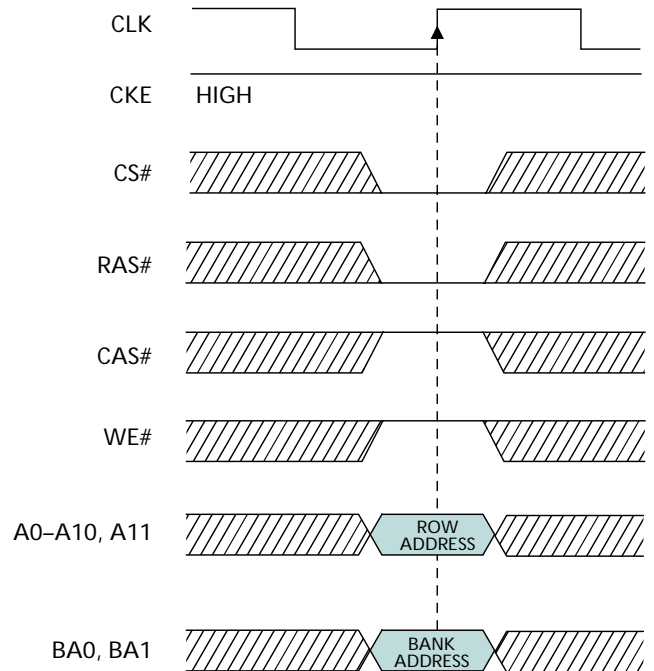 CLK
CKE HIGH
CS#
RAS#
CAS#
WE#
A0–A10, A11
ROW
ADDRESS
BA0, BA1
BANK
ADDRESS